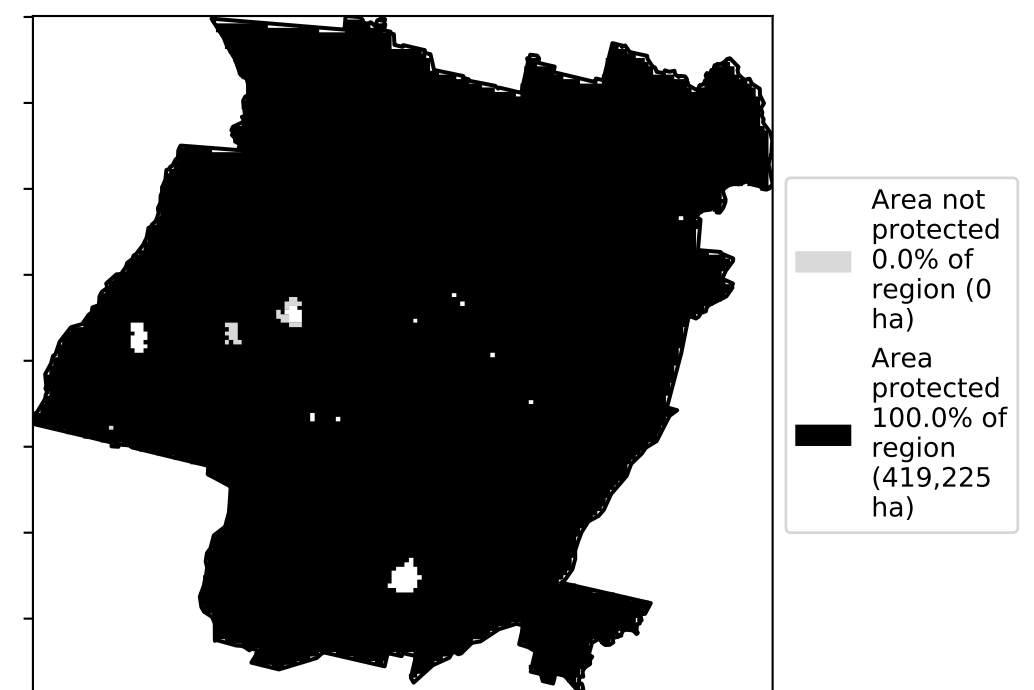 Area not
protected
0.0% of
region (0
ha)
Area
protected
100.0% of
region
(419,225
ha)